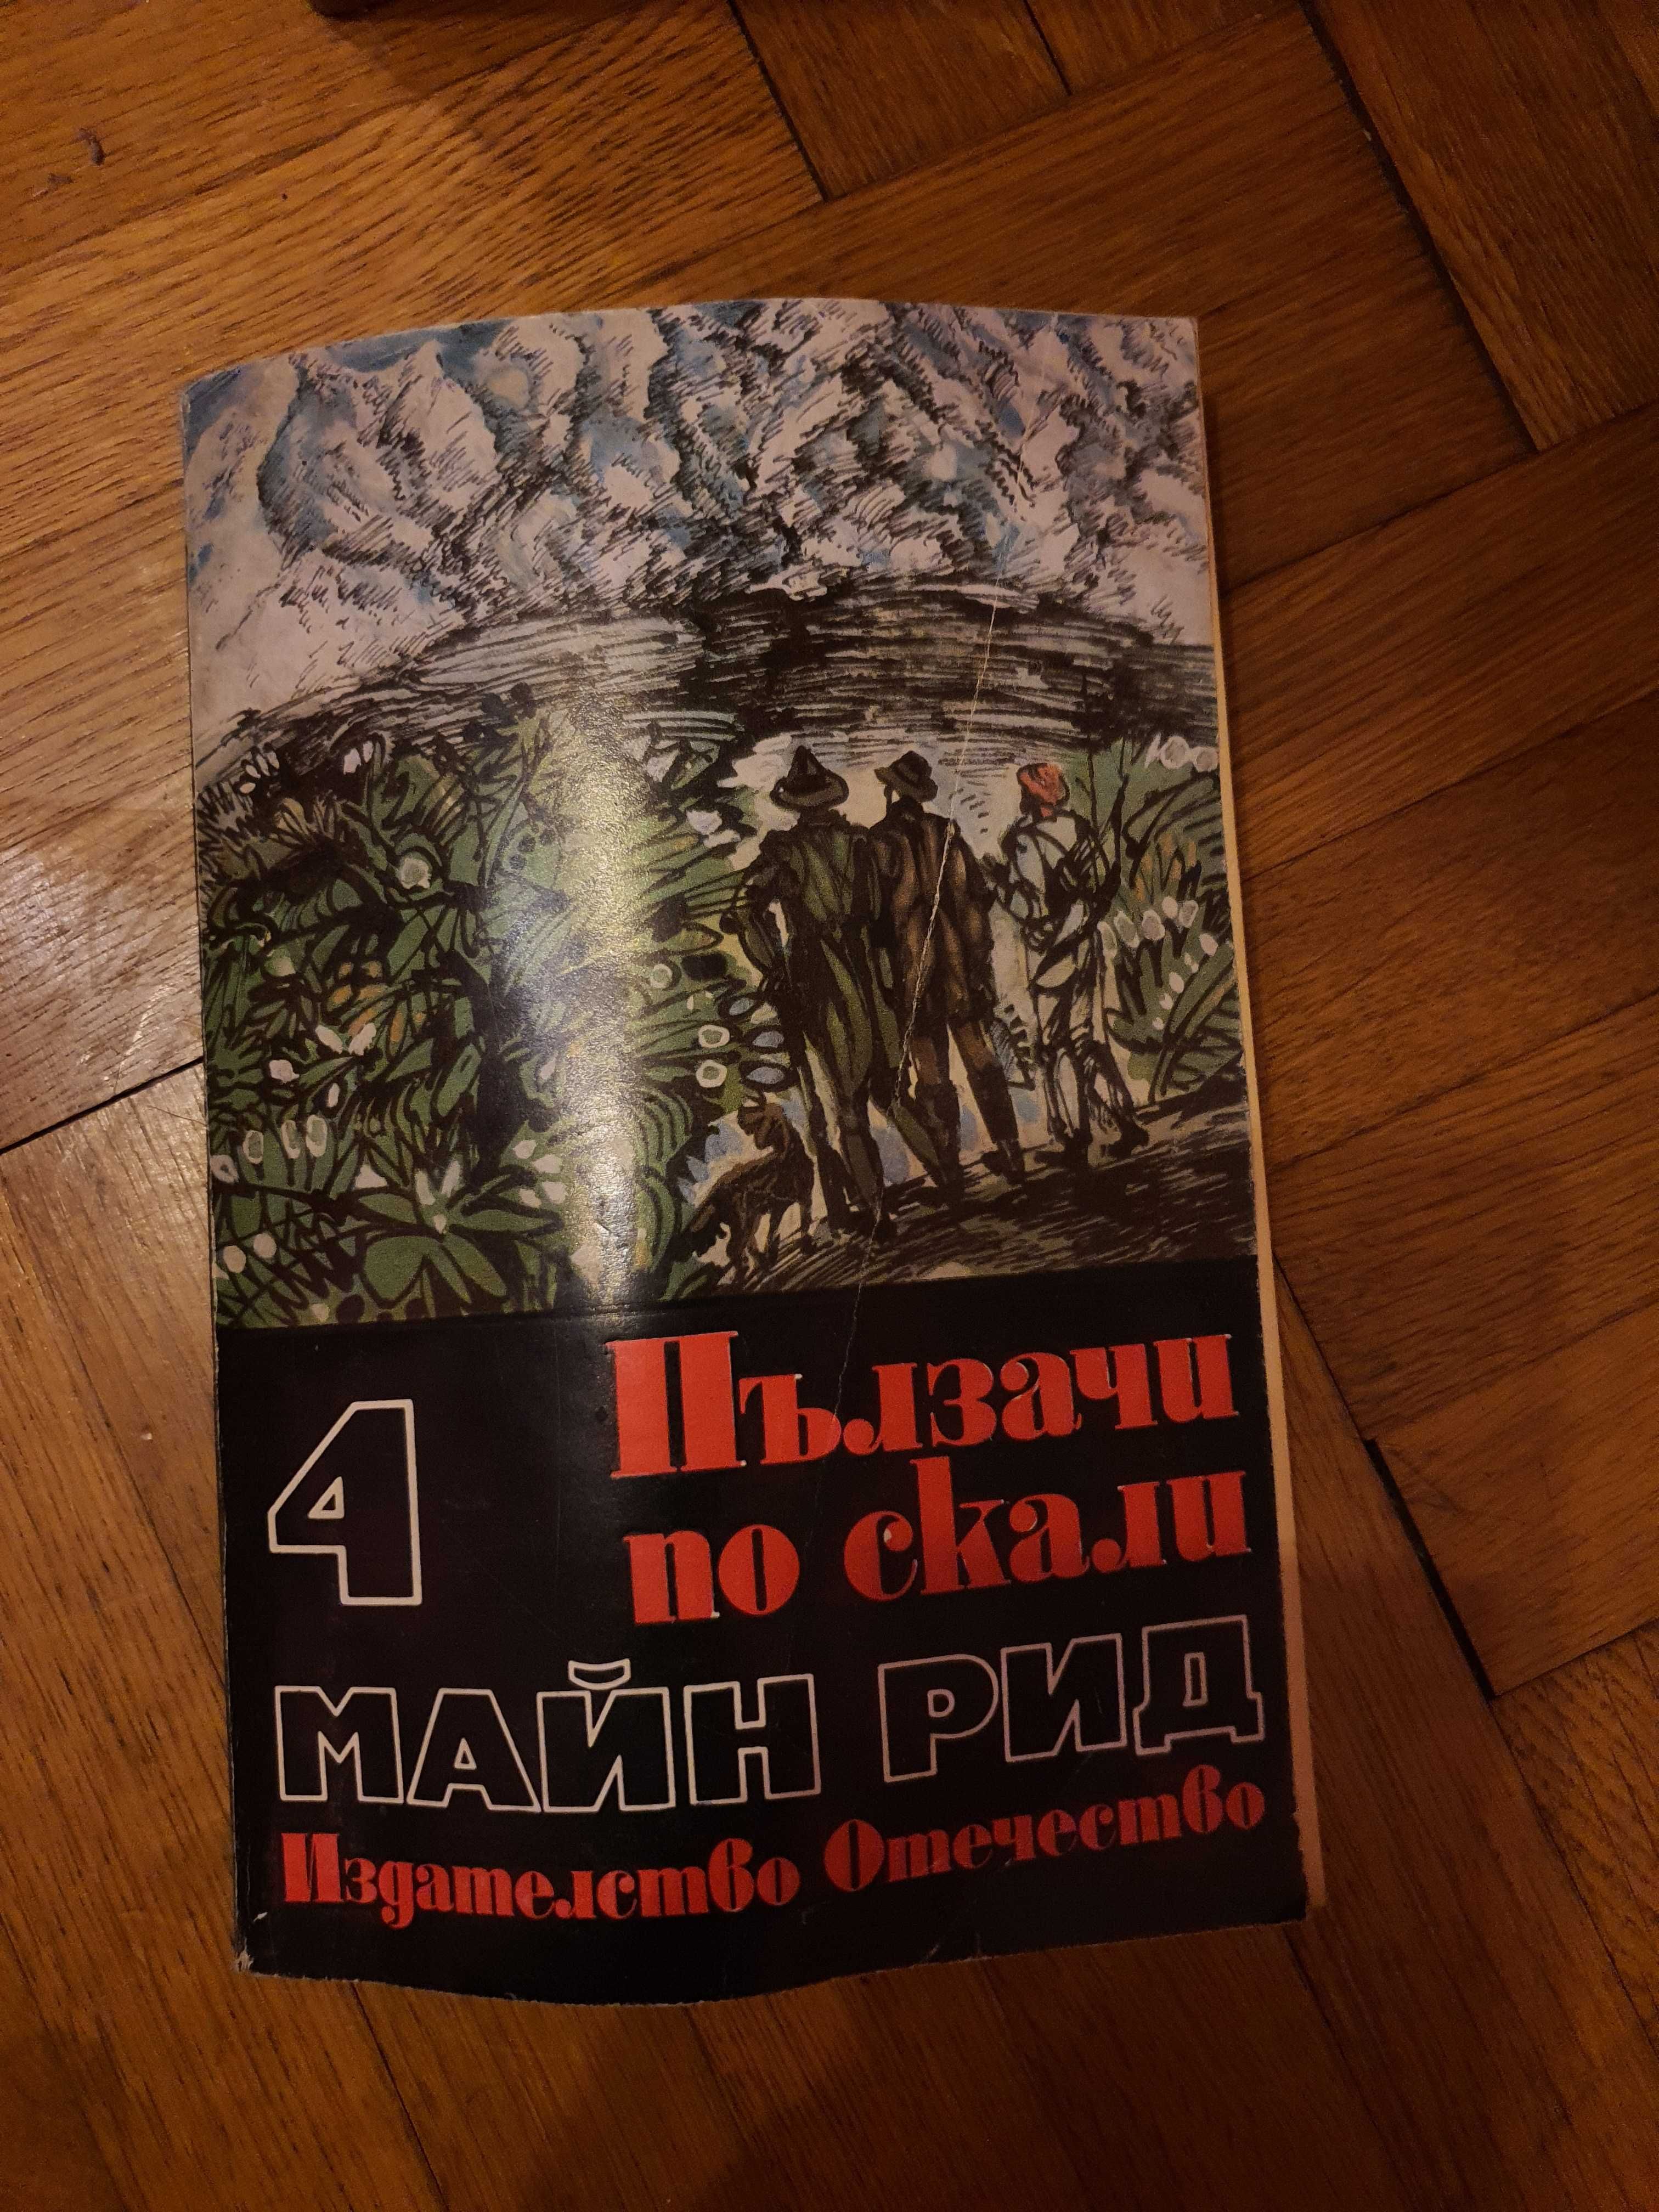 4
Пълзачи
по скали
МАЙН РИД
Издателство Отечество